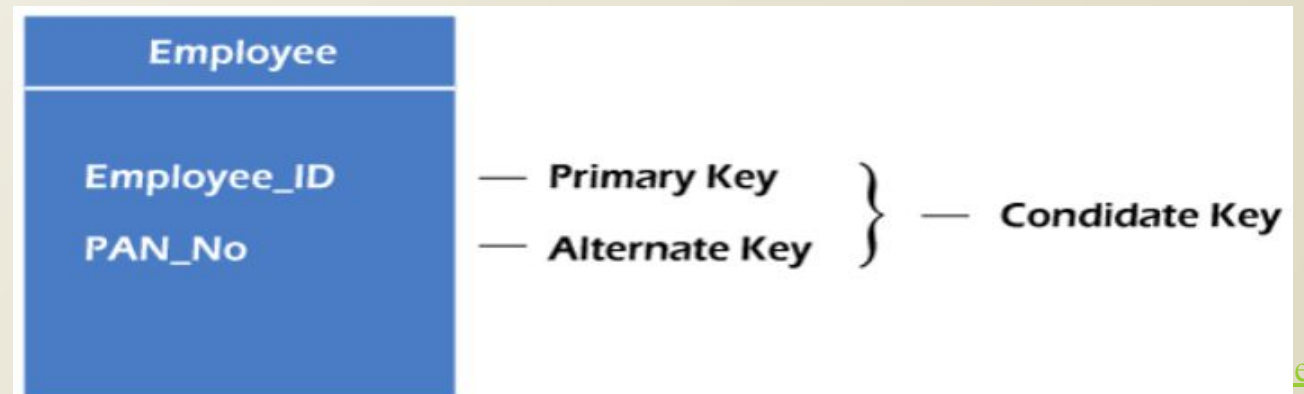 Employee
Employee_ID — Primary Key
PAN_No — Alternate Key
} — Condidate Key